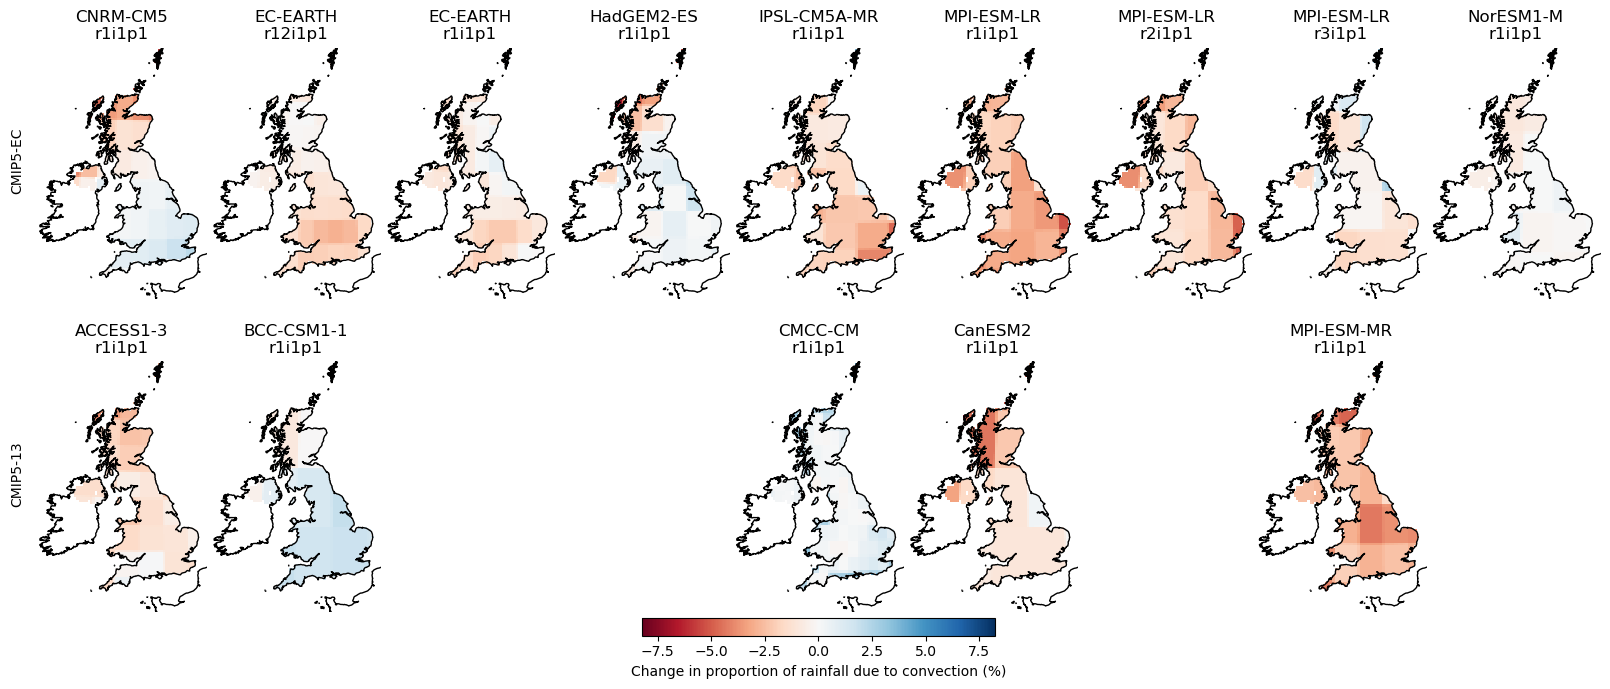 CNRM-CM5
r1i1p1
EC-EARTH
r12i1p1
EC-EARTH
r1i1p1
HadGEM2-ES
r1i1p1
IPSL-CM5A-MR
r1i1p1
MPI-ESM-LR
r1i1p1
MPI-ESM-LR
r2i1p1
MPI-ESM-LR
r3i1p1
NorESM1-M
r1i1p1
CMIP5-EC
ACCESS1-3
r1i1p1
BCC-CSM1-1
r1i1p1
CMCC-CM
r1i1p1
CanESM2
r1i1p1
MPI-ESM-MR
r1i1p1
CMIP5-13
−7.5 −5.0 −2.5 0.0 2.5 5.0 7.5
Change in proportion of rainfall due to convection (%)